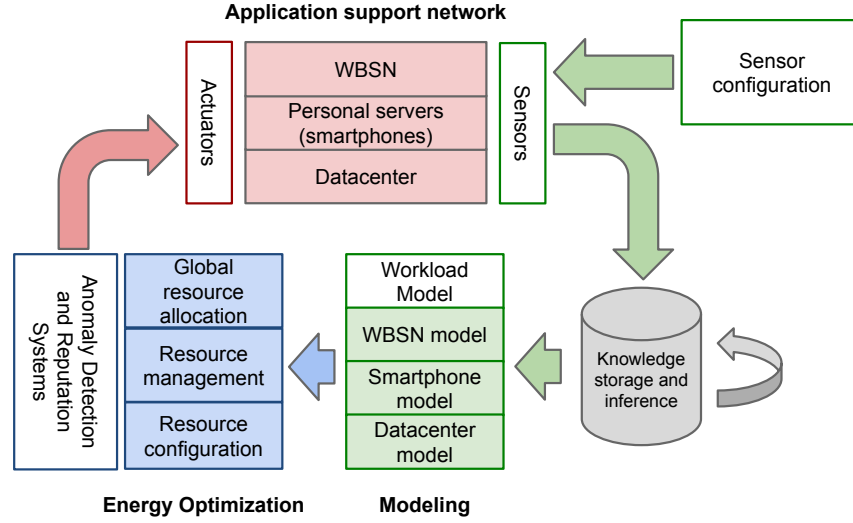 Application support network
Actuators
WBSN
Personal servers
(smartphones)
Datacenter
Sensors
Sensor
configuration
Anomaly Detection
and Reputation
Systems
Global
resource
allocation
Resource
management
Resource
configuration
Workload
Model
WBSN model
Smartphone
model
Datacenter
model
Knowledge
storage and
inference
Energy Optimization
Modeling